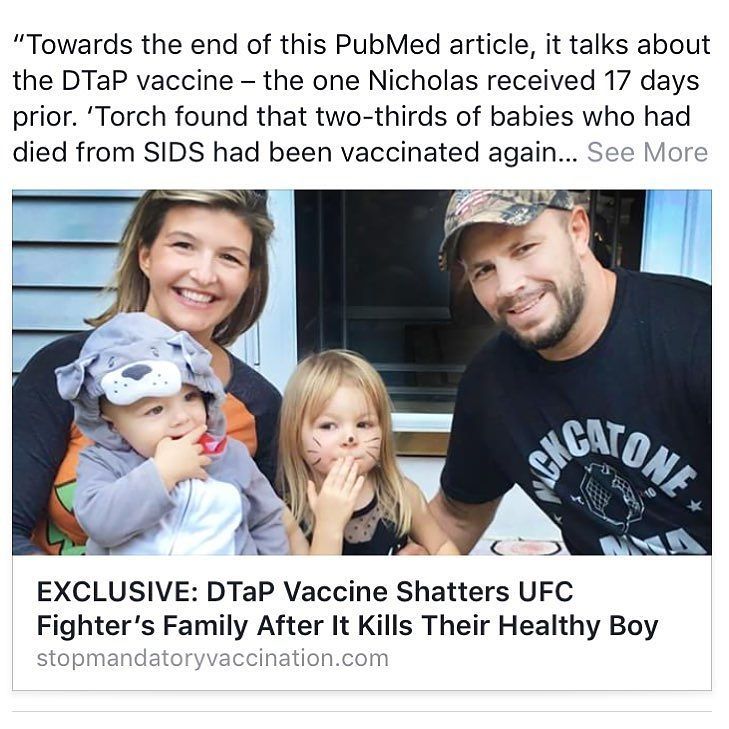 “Towards the end of this PubMed article, it talks about
the DTaP vaccine – the one Nicholas received 17 days
prior. ‘Torch found that two-thirds of babies who had
died from SIDS had been vaccinated again... See More
NICKCATONE
MMA
EXCLUSIVE: DTaP Vaccine Shatters UFC
Fighter’s Family After It Kills Their Healthy Boy
stopmandatoryvaccination.com